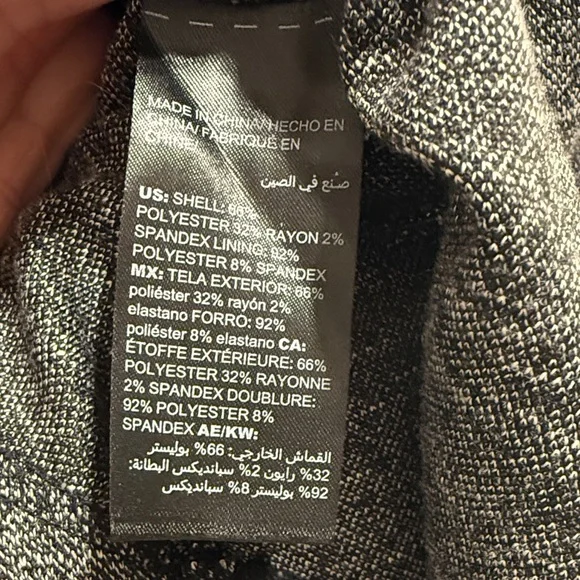 MADE IN CHINA/ HECHO EN
CHINA/ FABRIQUÉ EN
CHINE/
صُنع في الصين
US: SHELL: 66%
POLYESTER 32% RAYON 2%
SPANDEX LINING: 92%
POLYESTER 8% SPANDEX
MX: TELA EXTERIOR: 66%
poliéster 32% rayón 2%
elastano FORRO: 92%
poliéster 8% elastano CA:
ÉTOFFE EXTÉRIEURE: 66%
POLYESTER 32% RAYONNE
2% SPANDEX DOUBLURE:
92% POLYESTER 8%
SPANDEX AE/KW:
القماش الخارجي: 66% بوليستر
32% رايون 2% سبانديكس البطانة:
92% بوليستر 8% سبانديكس